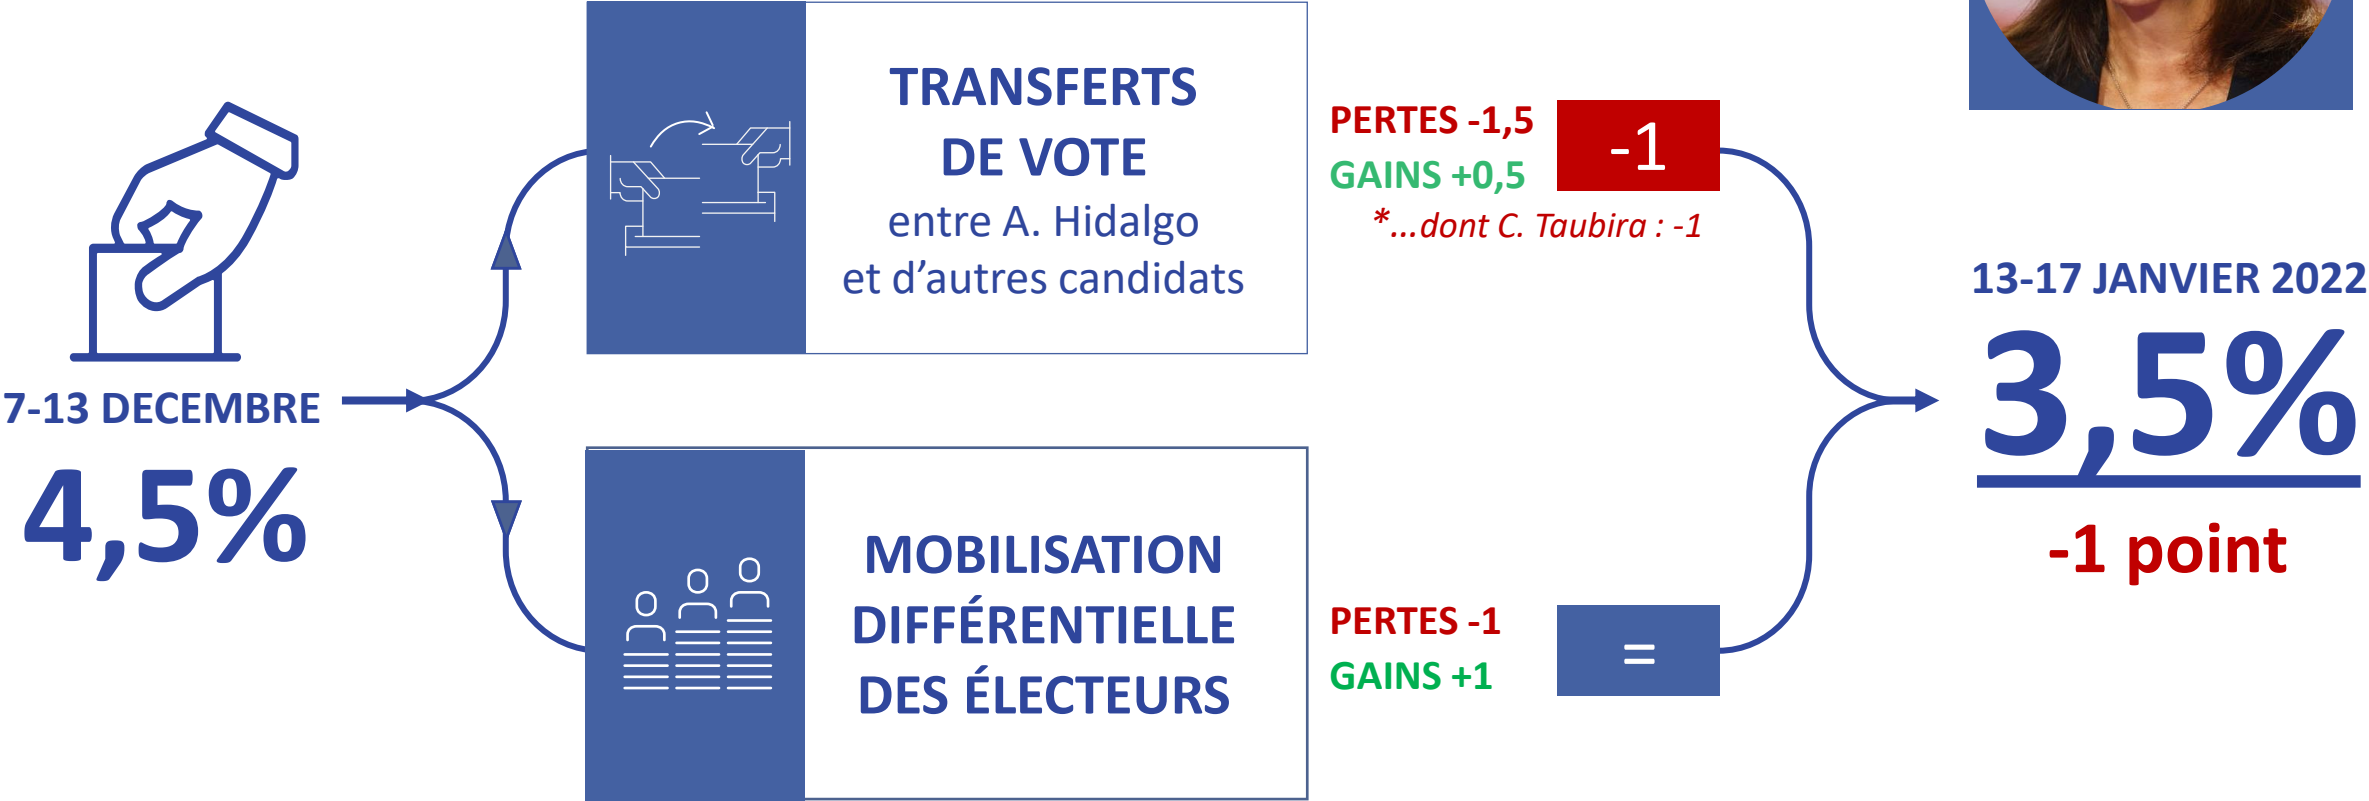 7-13 DECEMBRE
4,5%
TRANSFERTS
DE VOTE
entre A. Hidalgo
et d’autres candidats
PERTES -1,5
GAINS +0,5
-1
*...dont C. Taubira : -1
MOBILISATION
DIFFÉRENTIELLE
DES ÉLECTEURS
PERTES -1
GAINS +1
=
13-17 JANVIER 2022
3,5%
-1 point